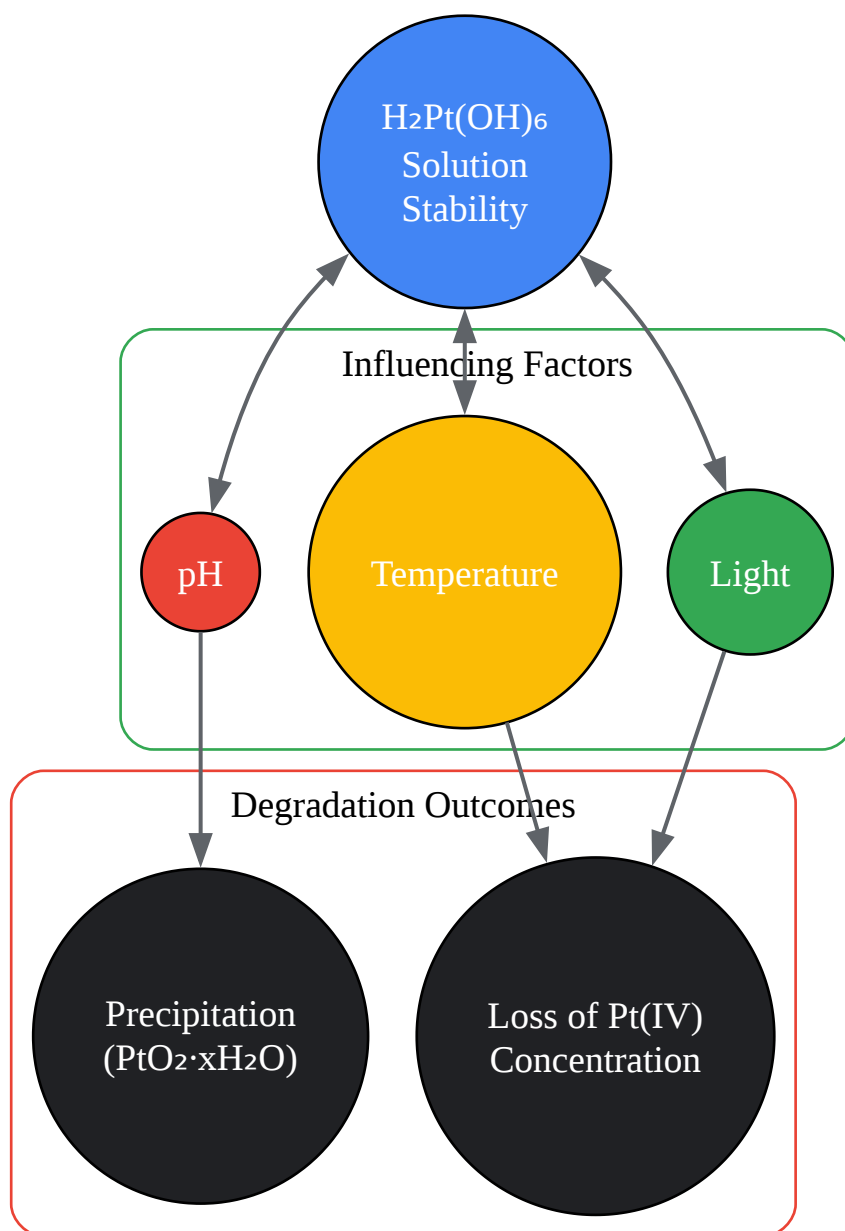 H₂Pt(OH)₆
Solution
Stability
Influencing Factors
pH
Temperature
Light
Degradation Outcomes
Precipitation
(PtO₂·xH₂O)
Loss of Pt(IV)
Concentration